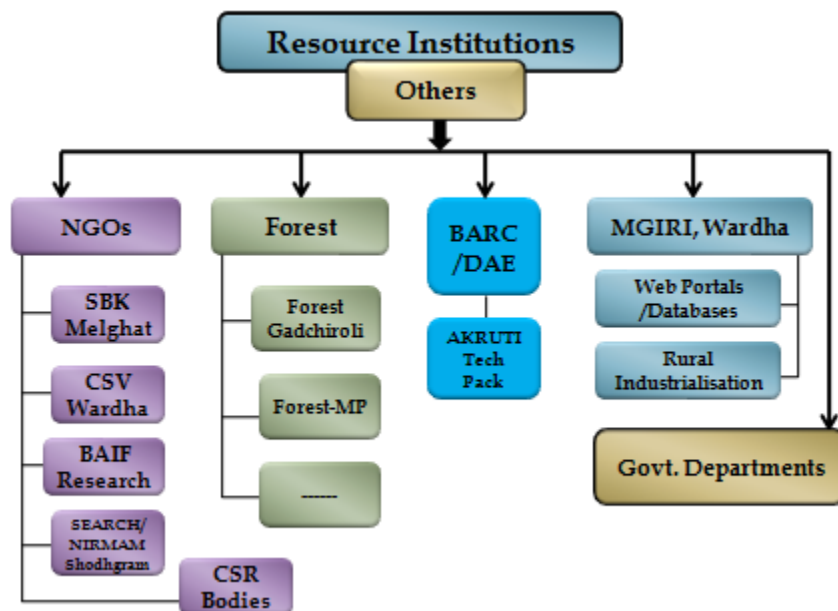 Resource Institutions
Others
NGOs
SBK
Melghat
CSV
Wardha
BAIF
Research
SEARCH/
NIRMAM
Shodhgram
CSR
Bodies
Forest
Forest
Gadchiroli
Forest-MP
------
BARC
/DAE
AKRUTI
Tech
Pack
MGIRI, Wardha
Web Portals
/Databases
Rural
Industrialisation
Govt. Departments